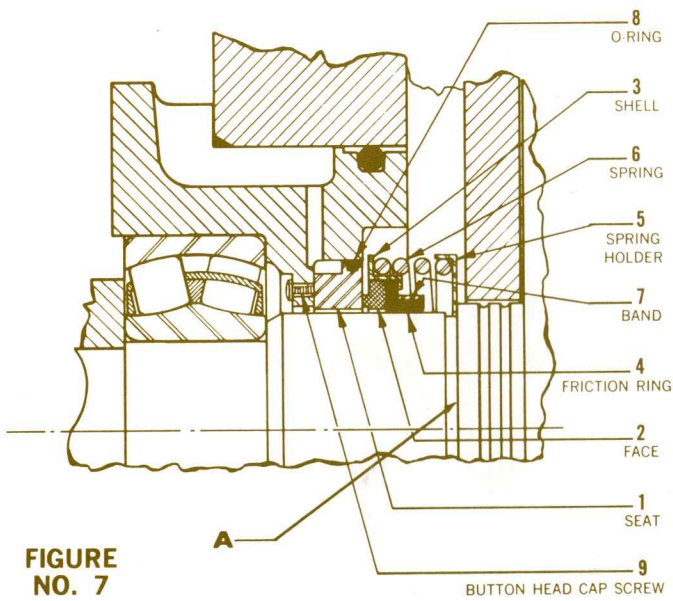 8
O-RING
3
SHELL
6
SPRING
5
SPRING
HOLDER
7
BAND
4
FRICTION RING
2
FACE
1
SEAT
A
9
BUTTON HEAD CAP SCREW
FIGURE
NO. 7